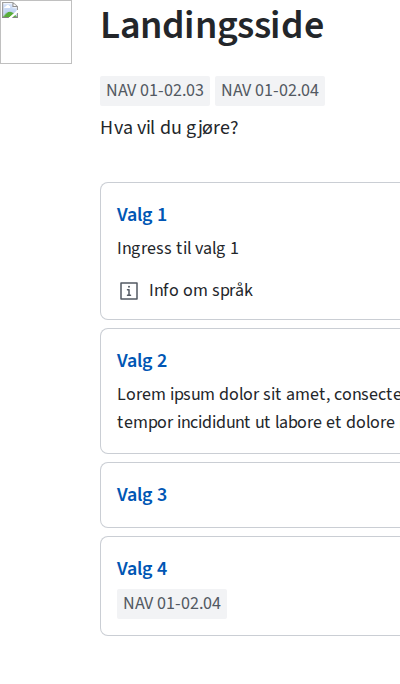 Landingsside
NAV 01-02.03 NAV 01-02.04
Hva vil du gjøre?
Valg 1
Ingress til valg 1
Info om språk
Valg 2
Lorem ipsum dolor sit amet, consecte
tempor incididunt ut labore et dolore
Valg 3
Valg 4
NAV 01-02.04